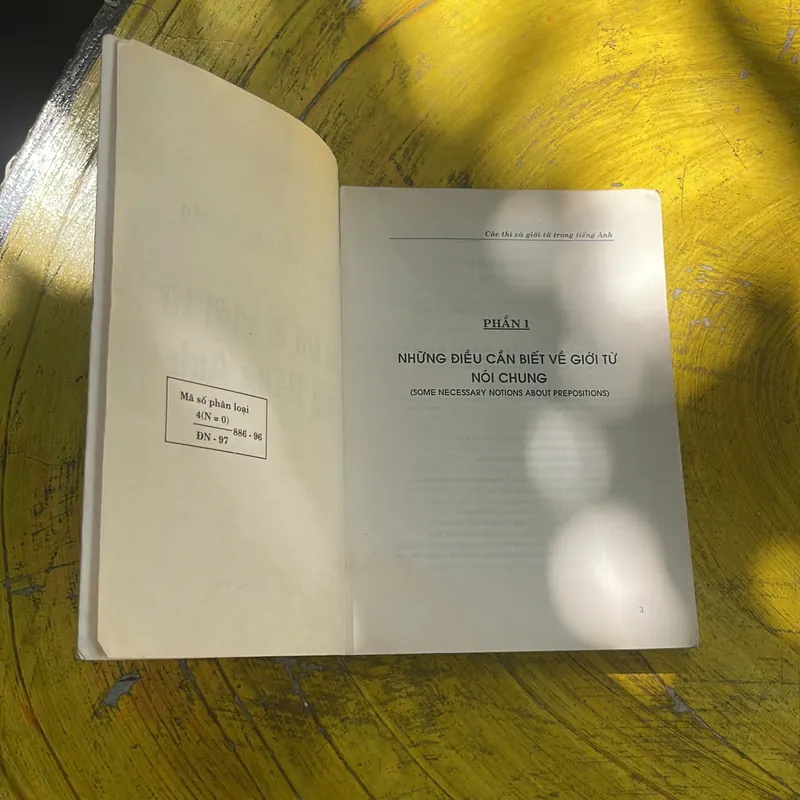 Mã số phân loại
4(N = 0)
886 - 96
ĐN - 97
Các thì và giới từ trong tiếng Anh
PHẦN 1
NHỮNG ĐIỀU CẦN BIẾT VỀ GIỚI TỪ
NÓI CHUNG
(SOME NECESSARY NOTIONS ABOUT PREPOSITIONS)
3